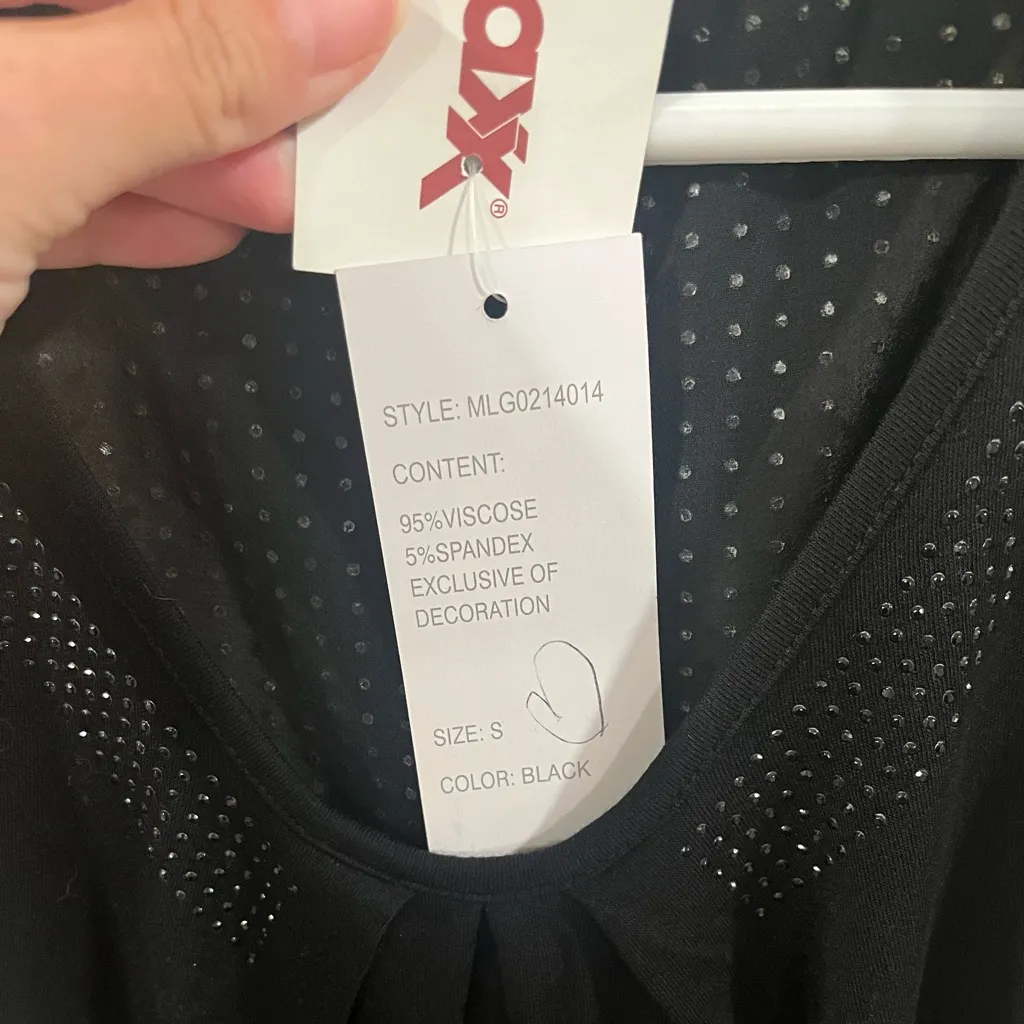 ®
STYLE: MLG0214014
CONTENT:
95%VISCOSE
5%SPANDEX
EXCLUSIVE OF
DECORATION
SIZE: S
COLOR: BLACK